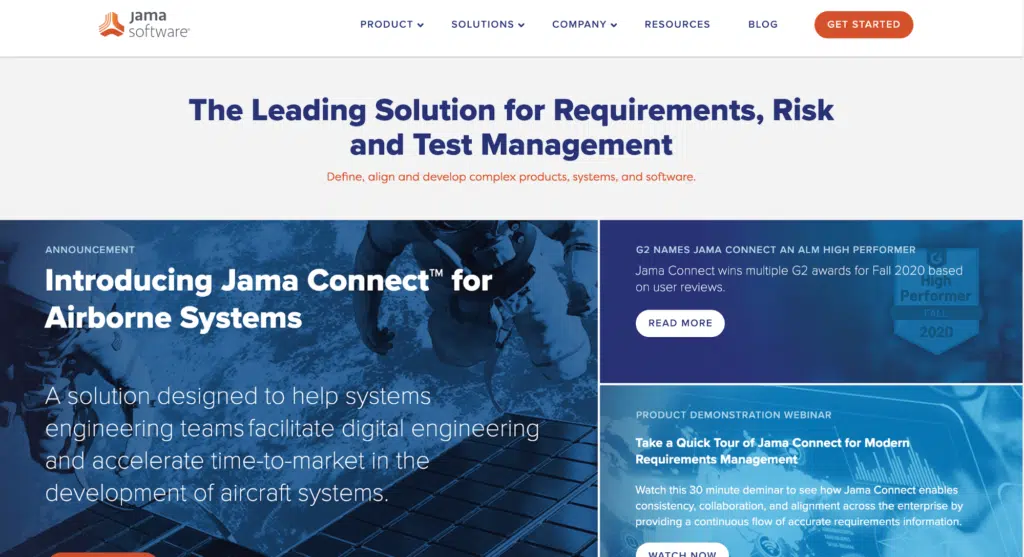 jama
software
PRODUCT
SOLUTIONS
COMPANY
RESOURCES
BLOG
GET STARTED
The Leading Solution for Requirements, Risk
and Test Management
Define, align and develop complex products, systems, and software.
ANNOUNCEMENT
Introducing Jama Connect™ for
Airborne Systems
A solution designed to help systems
engineering teams facilitate digital engineering
and accelerate time-to-market in the
development of aircraft systems.
G2 NAMES JAMA CONNECT AN ALM HIGH PERFORMER
Jama Connect wins multiple G2 awards for Fall 2020 based
on user reviews.
READ MORE
High
Performer
FALL
2020
PRODUCT DEMONSTRATION WEBINAR
Take a Quick Tour of Jama Connect for Modern
Requirements Management
Watch this 30 minute deminar to see how Jama Connect enables
consistency, collaboration, and alignment across the enterprise by
providing a continuous flow of accurate requirements information.
WATCH NOW